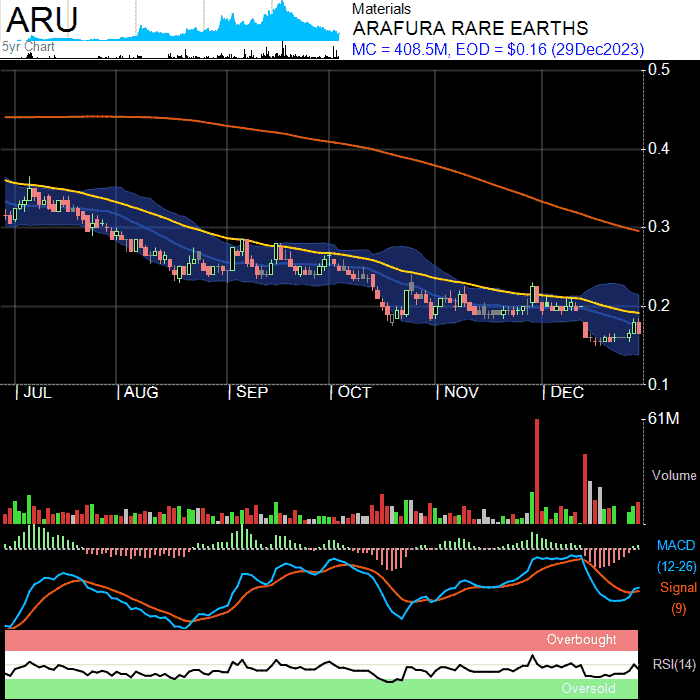 ARU
5yr Chart
Materials
ARAFURA RARE EARTHS
MC = 408.5M, EOD = $0.16 (29Dec2023)
0.5
0.4
0.3
0.2
0.1
JUL AUG SEP OCT NOV DEC
61M
Volume
MACD
(12-26)
Signal
(9)
Overbought
RSI(14)
Oversold